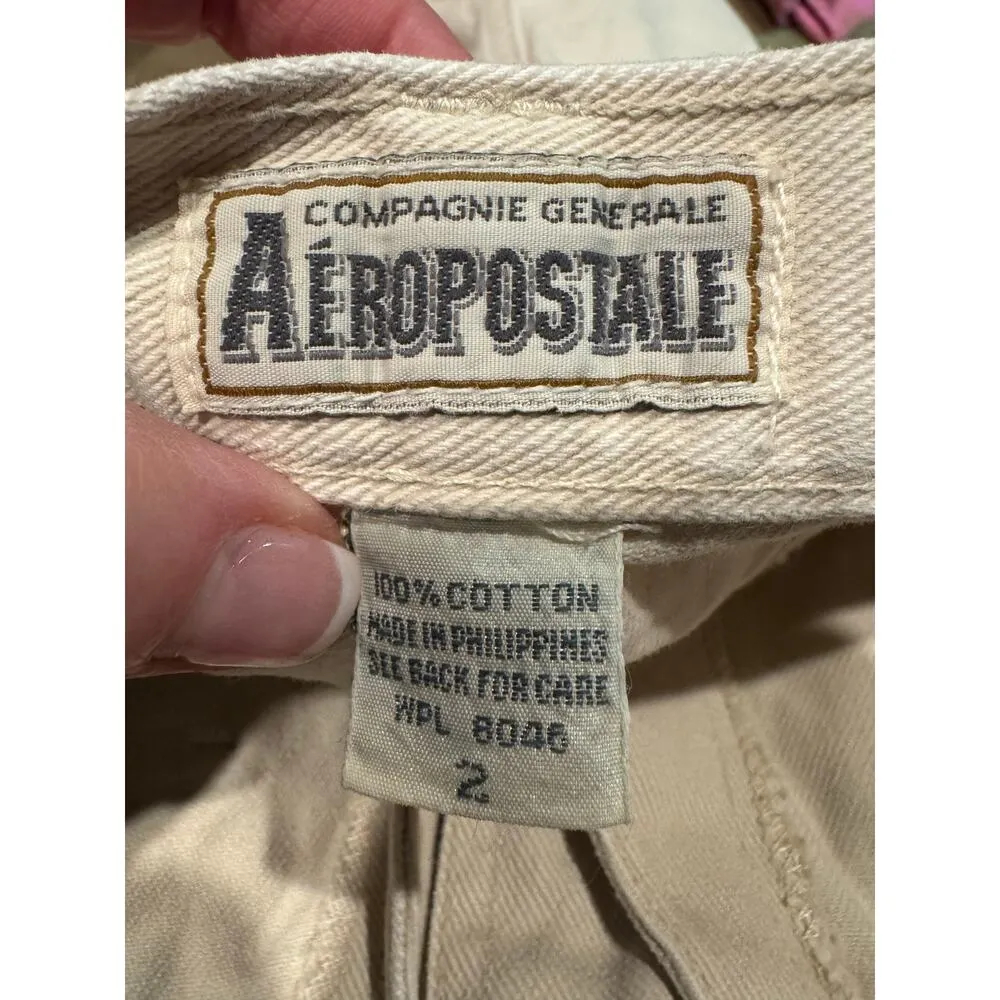 COMPAGNIE GENERALE
AÉROPOSTALE
100% COTTON
MADE IN PHILIPPINES
SEE BACK FOR CARE
WPL 8046
2